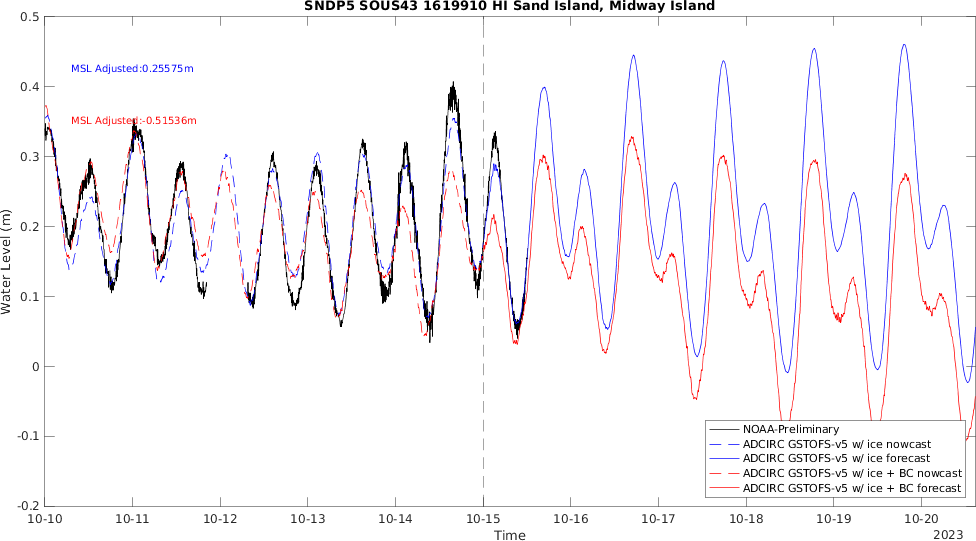 SNDP5 SOUS43 1619910 HI Sand Island, Midway Island
0.5
MSL Adjusted:0.25575m
0.4
MSL Adjusted:-0.51536m
0.3
0.2
Water Level (m)
0.1
0
-0.1
-0.2
NOAA-Preliminary
ADCIRC GSTOFS-v5 w/ ice nowcast
ADCIRC GSTOFS-v5 w/ ice forecast
ADCIRC GSTOFS-v5 w/ ice + BC nowcast
ADCIRC GSTOFS-v5 w/ ice + BC forecast
10-10 10-11 10-12 10-13 10-14 10-15 10-16 10-17 10-18 10-19 10-20
Time
2023